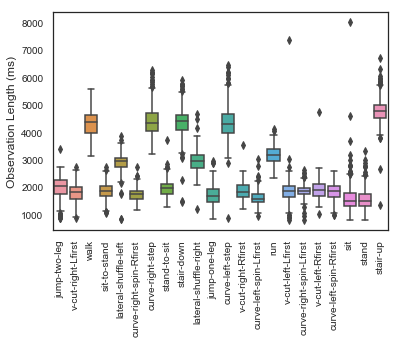 Observation Length (ms)
8000
7000
6000
5000
4000
3000
2000
1000
jump-two-leg
v-cut-right-Lfirst
walk
sit-to-stand
lateral-shuffle-left
curve-right-spin-Rfirst
curve-right-step
stand-to-sit
stair-down
lateral-shuffle-right
jump-one-leg
curve-left-step
v-cut-right-Rfirst
curve-left-spin-Lfirst
run
v-cut-left-Lfirst
curve-right-spin-Lfirst
v-cut-left-Rfirst
curve-left-spin-Rfirst
sit
stand
stair-up